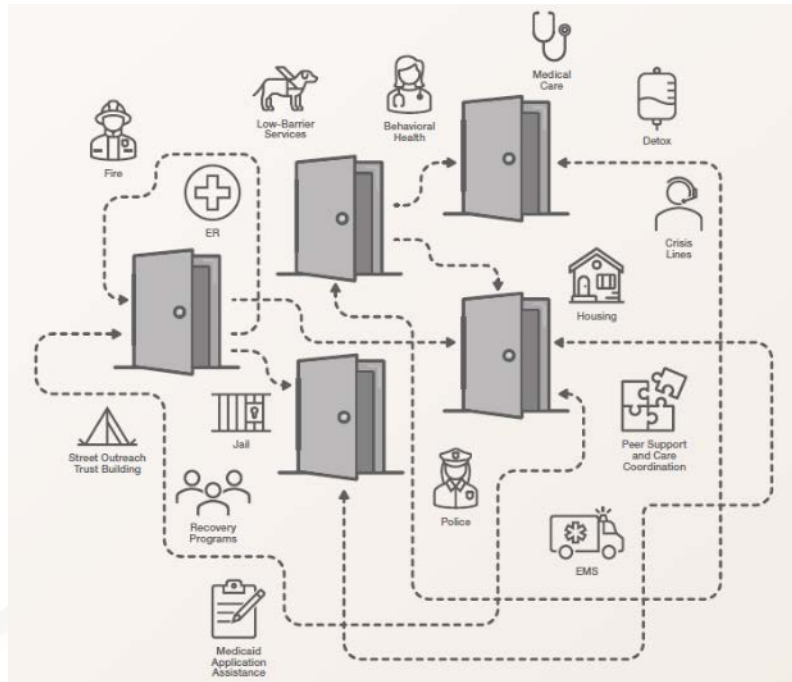 Medical
Care
Low-Barrier
Services
Behavioral
Health
Detox
Fire
ER
Crisis
Lines
Housing
Jail
Street Outreach
Trust Building
Peer Support
and Care
Coordination
Recovery
Programs
Police
EMS
Medicaid
Application
Assistance